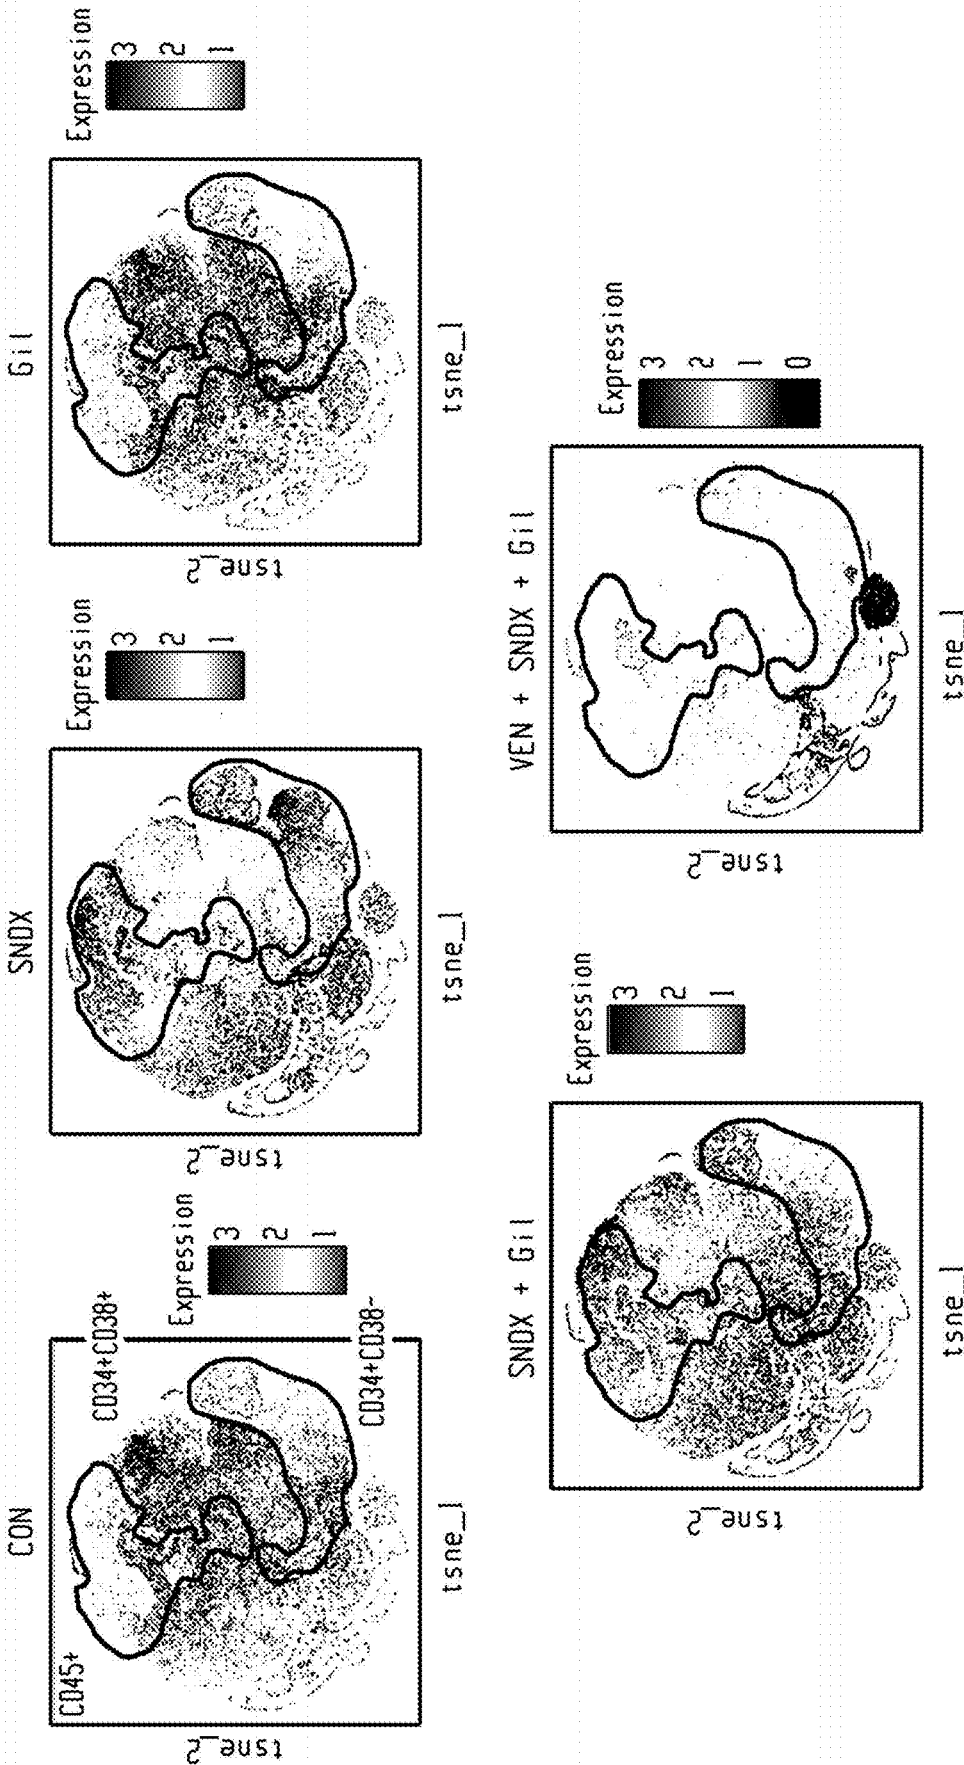 CON
CD45+
CD34+CD38+
CD34+CD38-
tsne_2
tsne_1
Expression
3
2
1
SNDX
tsne_2
tsne_1
Expression
3
2
1
Gil
tsne_2
tsne_1
Expression
3
2
1
SNDX + Gil
tsne_2
tsne_1
Expression
3
2
1
VEN + SNDX + Gil
tsne_2
tsne_1
Expression
3
2
1
0